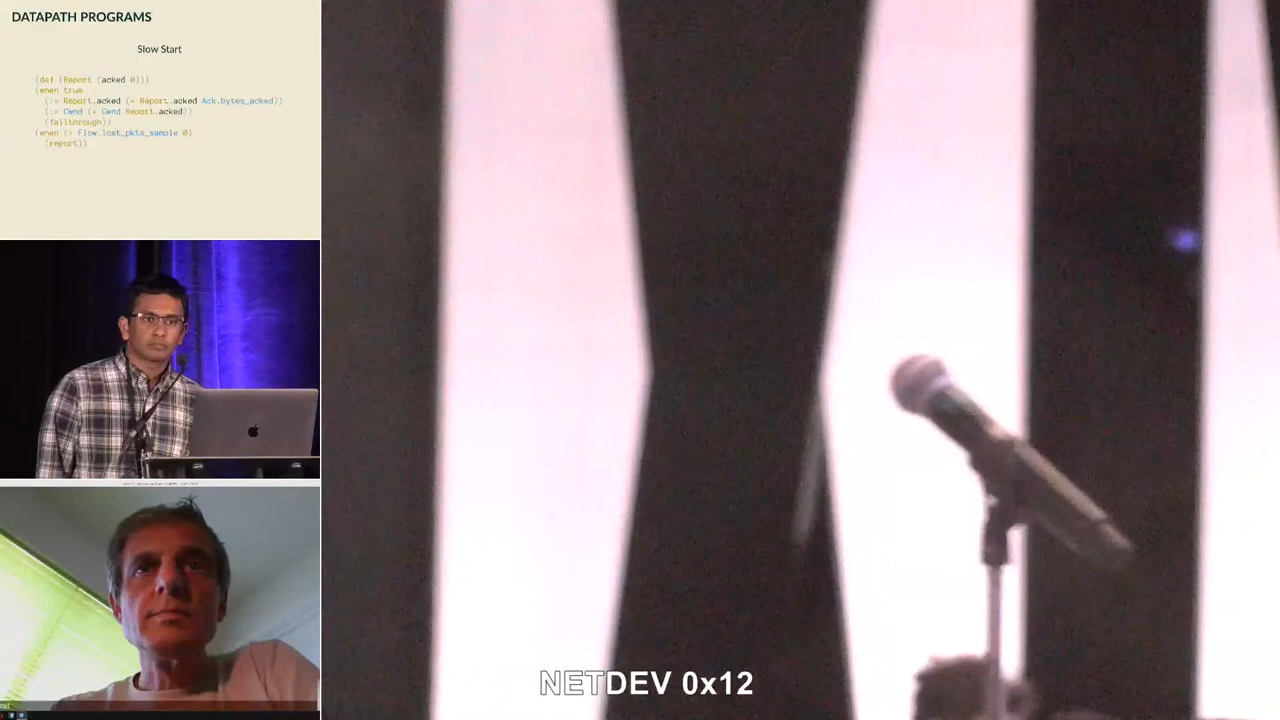 DATAPATH PROGRAMS
Slow Start
(def (Report (acked 0)))
(when true
(:= Report.acked (+ Report.acked Ack.bytes_acked))
(:= Cwnd (+ Cwnd Report.acked))
(fallthrough))
(when (> Flow.lost_pkts_sample 0)
(report))
NETDEV 0x12